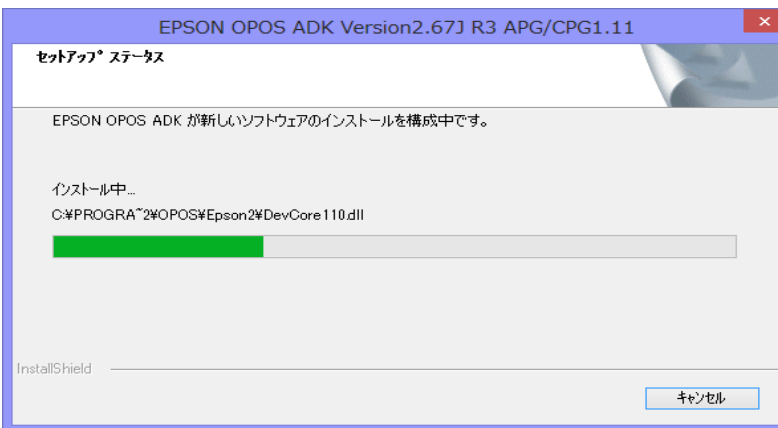 EPSON OPOS ADK Version2.67J R3 APG/CPG1.11
セットアップ ステータス
EPSON OPOS ADK が新しいソフトウェアのインストールを構成中です。
インストール中...
C:¥PROGRA~2¥OPOS¥Epson2¥DevCore110.dll
InstallShield
キャンセル